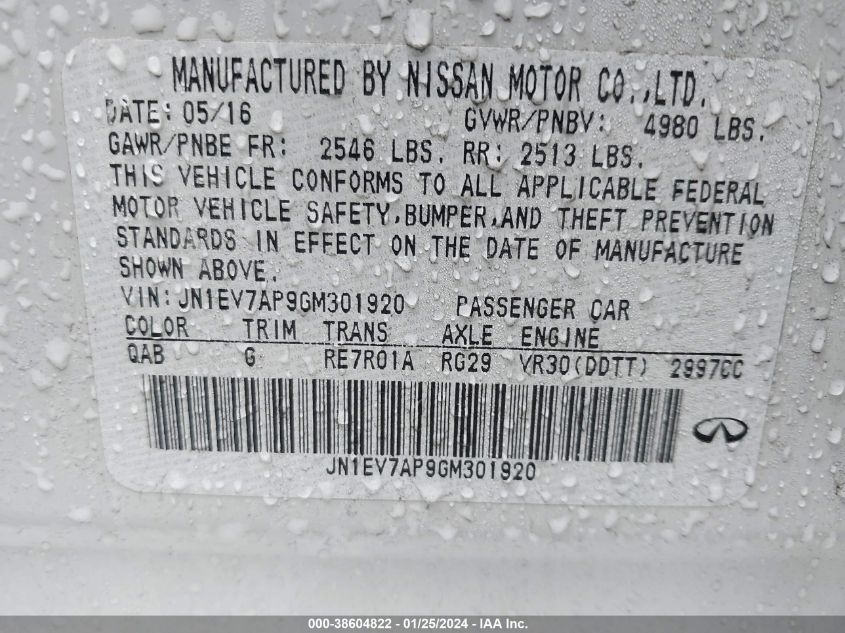 MANUFACTURED BY NISSAN MOTOR CO.,LTD.
DATE: 05/16 GVWR/PNBV: 4980 LBS.
GAWR/PNBE FR: 2546 LBS. RR: 2513 LBS.
THIS VEHICLE CONFORMS TO ALL APPLICABLE FEDERAL
MOTOR VEHICLE SAFETY,BUMPER,AND THEFT PREVENTION
STANDARDS IN EFFECT ON THE DATE OF MANUFACTURE
SHOWN ABOVE.
VIN: JN1EV7AP9GM301920 PASSENGER CAR
COLOR TRIM TRANS AXLE ENGINE
QAB G RE7R01A RG29 VR30(DDTT) 2997CC
JN1EV7AP9GM301920
000-38604822 - 01/25/2024 - IAAI Inc.